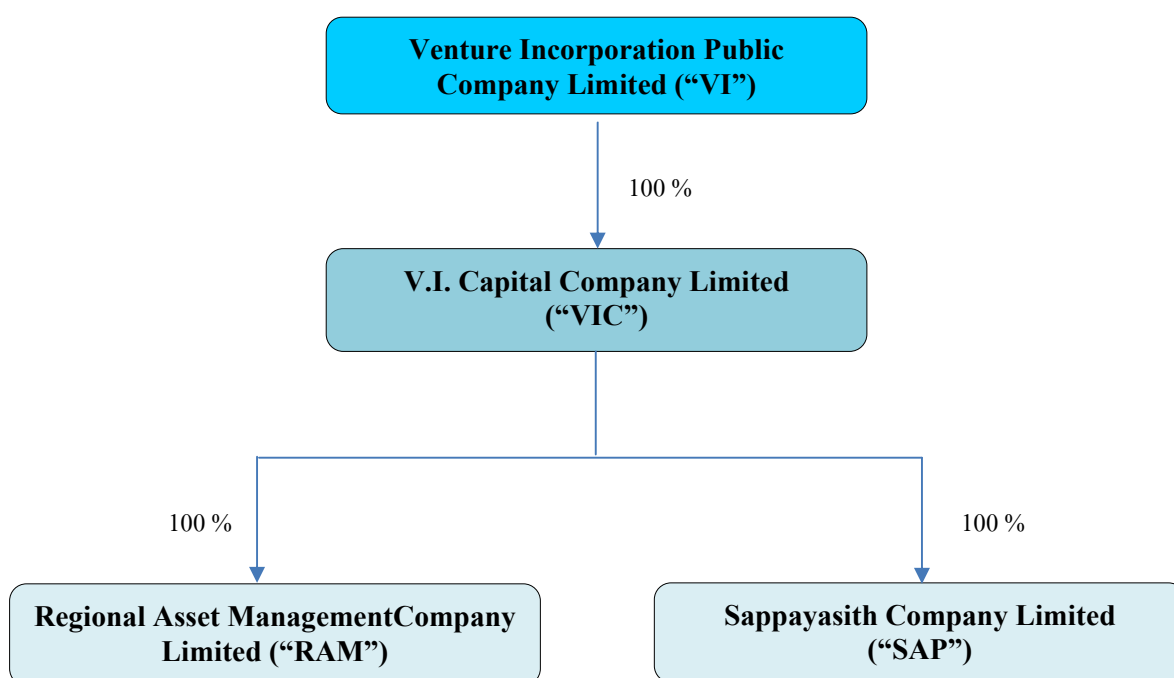 Venture Incorporation Public
Company Limited (“VI”)
100 %
V.I. Capital Company Limited
(“VIC”)
100 %
100 %
Regional Asset ManagementCompany
Limited (“RAM”)
Sappayasith Company Limited
(“SAP”)